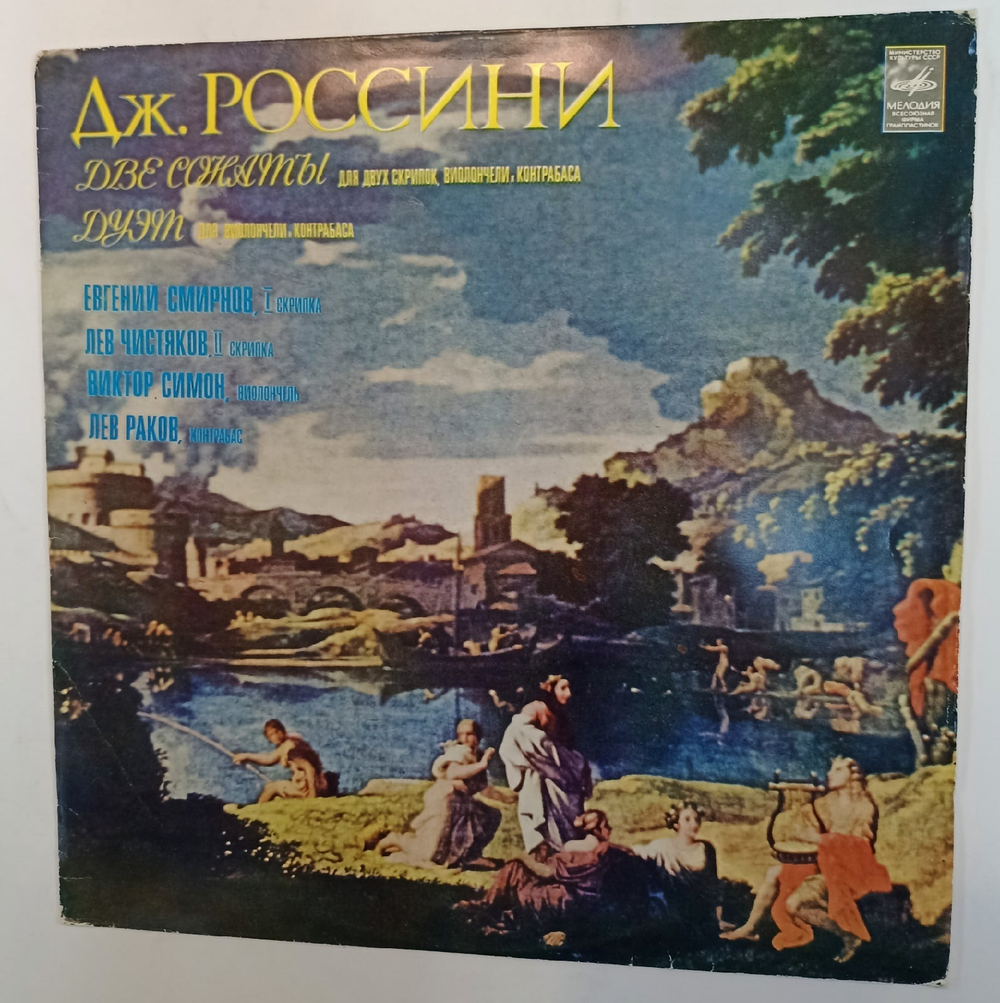 Дж. РОССИНИ
ДВЕ СОНАТЫ ДЛЯ ДВУХ СКРИПОК, ВИОЛОНЧЕЛИ и КОНТРАБАСА
ДУЭТ ДЛЯ ВИОЛОНЧЕЛИ и КОНТРАБАСА
ЕВГЕНИЙ СМИРНОВ, I СКРИПКА
ЛЕВ ЧИСТЯКОВ, II СКРИПКА
ВИКТОР СИМОН, ВИОЛОНЧЕЛЬ
ЛЕВ РАКОВ, КОНТРАБАС
МИНИСТЕРСТВО
КУЛЬТУРЫ СССР
МЕЛОДИЯ
ВСЕСОЮЗНАЯ
ФИРМА
ГРАМПЛАСТИНОК